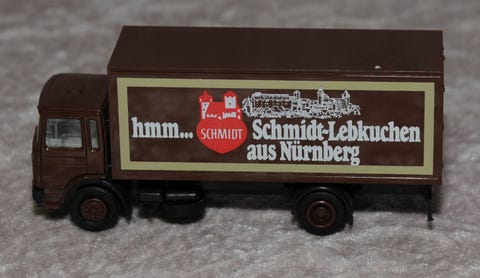 hmm... SCHMIDT Schmidt-Lebkuchen
aus Nürnberg